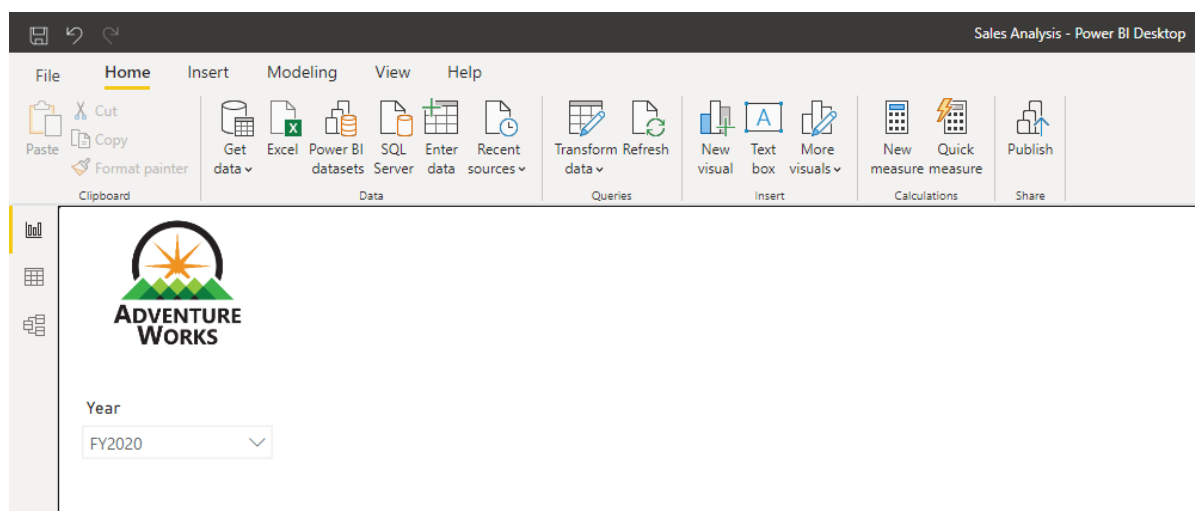 Sales Analysis - Power BI Desktop
File Home Insert Modeling View Help
Paste
Cut
Copy
Format painter
Clipboard
Get data
Excel
Power BI datasets
SQL Server
Enter data
Recent sources
Data
Transform data
Refresh
Queries
New visual
A
Text box
More visuals
Insert
New measure
Quick measure
Calculations
Publish
Share
ADVENTURE
WORKS
Year
FY2020